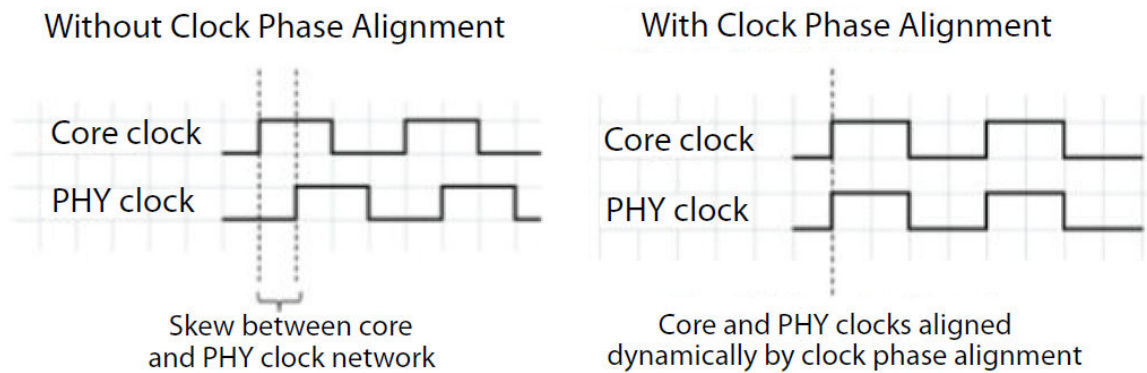 Without Clock Phase Alignment
Core clock
PHY clock
Skew between core
and PHY clock network
With Clock Phase Alignment
Core clock
PHY clock
Core and PHY clocks aligned
dynamically by clock phase alignment